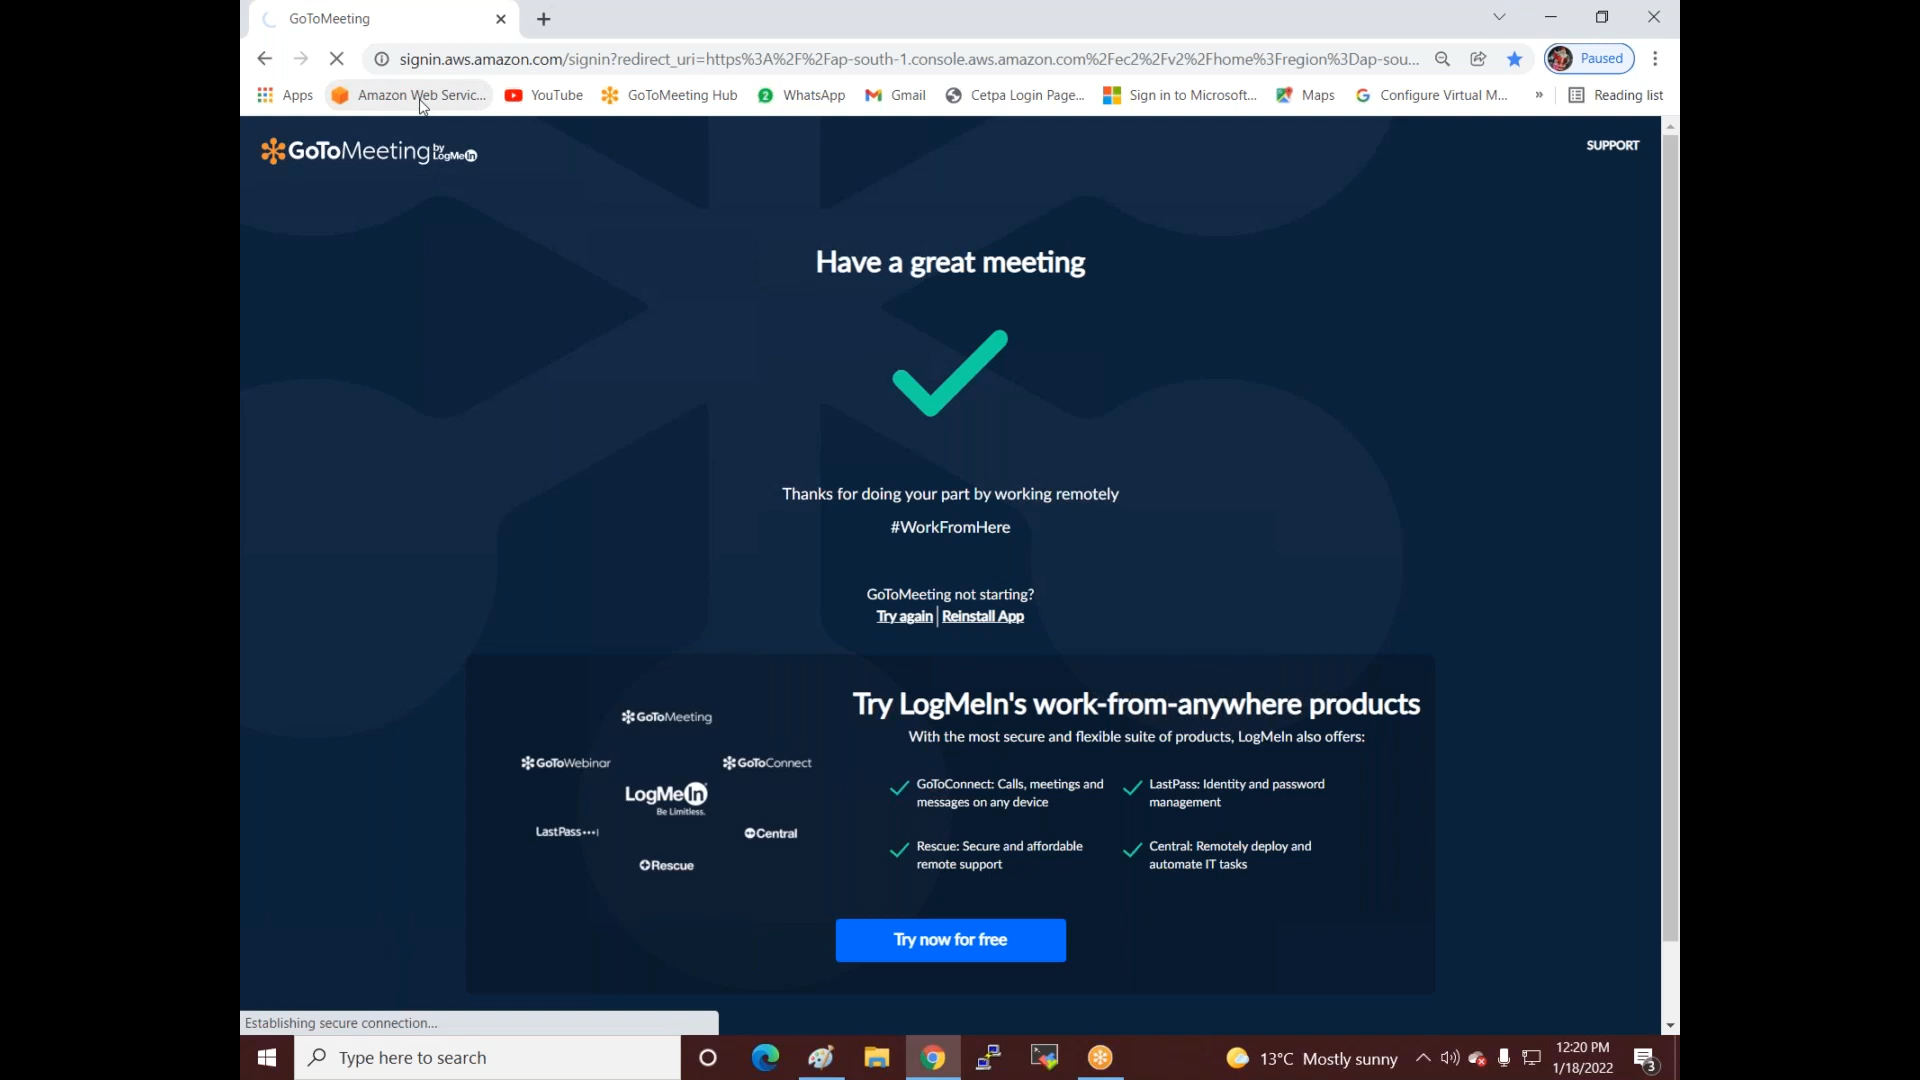 GoToMeeting
signin.aws.amazon.com/signin?redirect_uri=https%3A%2F%2Fap-south-1.console.aws.amazon.com%2Fec2%2Fv2%2Fhome%3Fregion%3Dap-sou...
Paused
Apps
Amazon Web Servic...
YouTube
GoToMeeting Hub
2
WhatsApp
Gmail
Cetpa Login Page...
Sign in to Microsoft...
Maps
Configure Virtual M...
»
Reading list
GoToMeeting by LogMeIn
SUPPORT
Have a great meeting
Thanks for doing your part by working remotely
#WorkFromHere
GoToMeeting not starting?
Try again | Reinstall App
Try LogMeIn's work-from-anywhere products
With the most secure and flexible suite of products, LogMeIn also offers:
GoToMeeting
GoToWebinar
GoToConnect
LogMeIn
Be Limitless.
LastPass•••|
Central
Rescue
GoToConnect: Calls, meetings and
messages on any device
LastPass: Identity and password
management
Rescue: Secure and affordable
remote support
Central: Remotely deploy and
automate IT tasks
Try now for free
Establishing secure connection...
Type here to search
13°C Mostly sunny
12:20 PM
1/18/2022
3